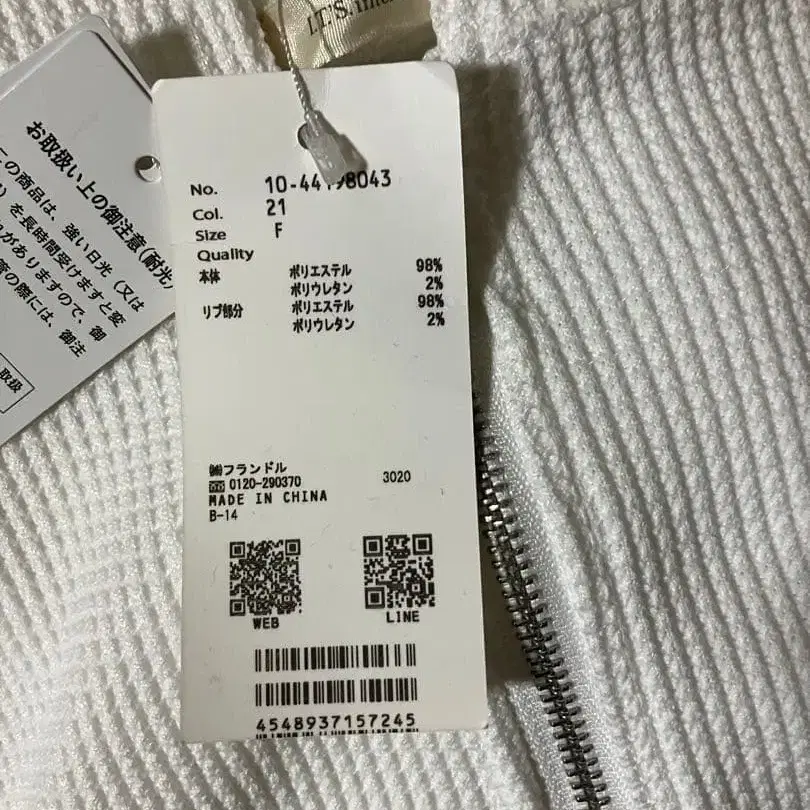 I.T.'S.
お取扱い上の御注意(耐光)
この商品は、強い日光(又は
を長時間受けますと変
がありますので、御
管の際には、御注
取扱
No. 10-44198043
Col. 21
Size F
Quality
本体 ポリエステル 98%
ポリウレタン 2%
リブ部分 ポリエステル 98%
ポリウレタン 2%
㈱フランドル
0120-290370 3020
MADE IN CHINA
B-14
WEB LINE
4548937157245